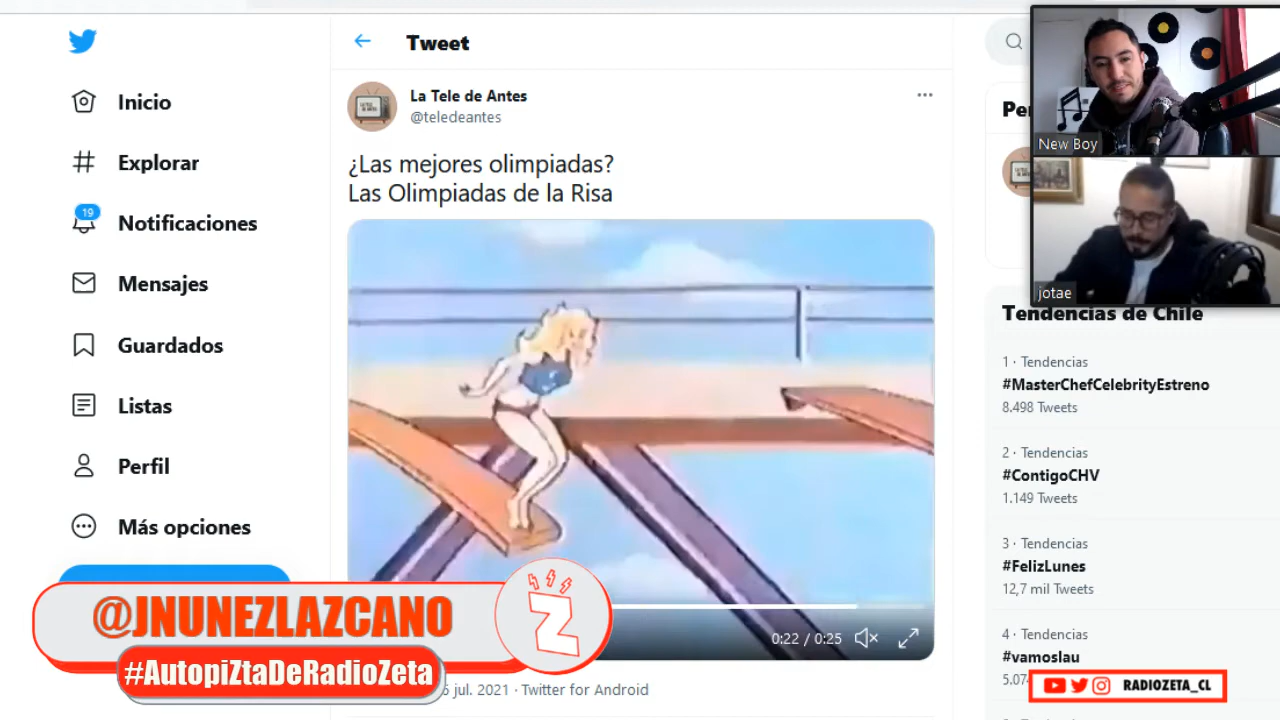 Tweet
La Tele de Antes
@teledeantes
¿Las mejores olimpiadas?
Las Olimpiadas de la Risa
Inicio
Explorar
19
Notificaciones
Mensajes
Guardados
Listas
Perfil
Más opciones
0:22 / 0:25
jul. 2021 · Twitter for Android
@JNUNEZLAZCANO
#AutopiZtaDeRadioZeta
New Boy
jotae
Tendencias de Chile
1 · Tendencias
#MasterChefCelebrityEstreno
8.498 Tweets
2 · Tendencias
#ContigoCHV
1.149 Tweets
3 · Tendencias
#FelizLunes
12,7 mil Tweets
4 · Tendencias
#vamoslau
RADIOZETA_CL